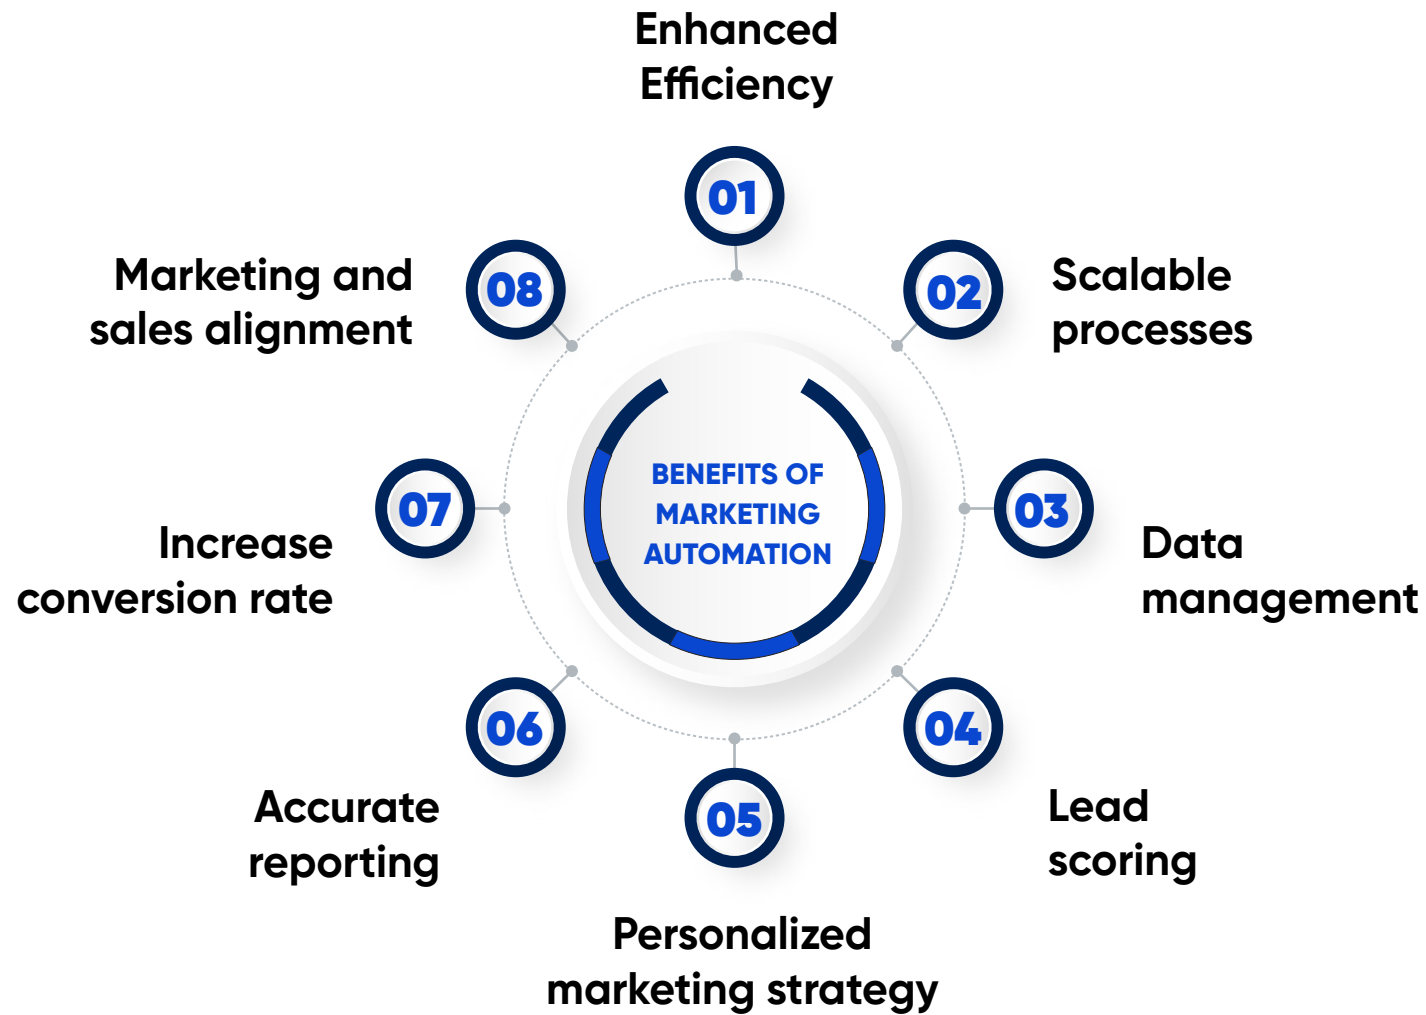 Enhanced
Efficiency
01
02
Scalable
processes
03
Data
management
04
Lead
scoring
05
Personalized
marketing strategy
06
Accurate
reporting
07
Increase
conversion rate
08
Marketing and
sales alignment
BENEFITS OF
MARKETING
AUTOMATION